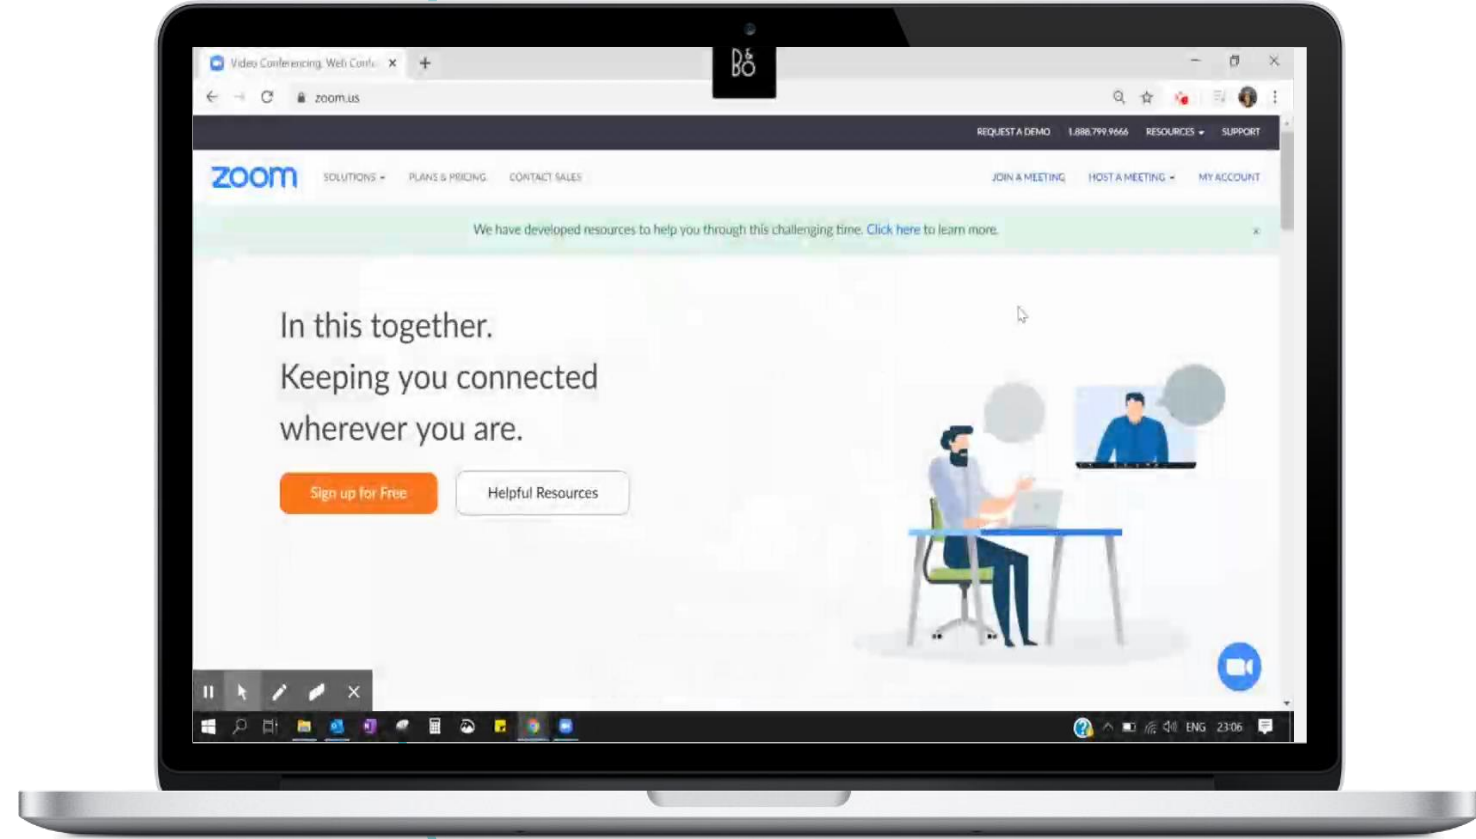 B&
BO
Video Conferencing, Web Confe
zoom.us
REQUEST A DEMO 1.888.799.9666 RESOURCES SUPPORT
zoom SOLUTIONS PLANS & PRICING CONTACT SALES JOIN A MEETING HOST A MEETING MY ACCOUNT
We have developed resources to help you through this challenging time. Click here to learn more.
In this together.
Keeping you connected
wherever you are.
Sign up for Free Helpful Resources
ENG 23:06